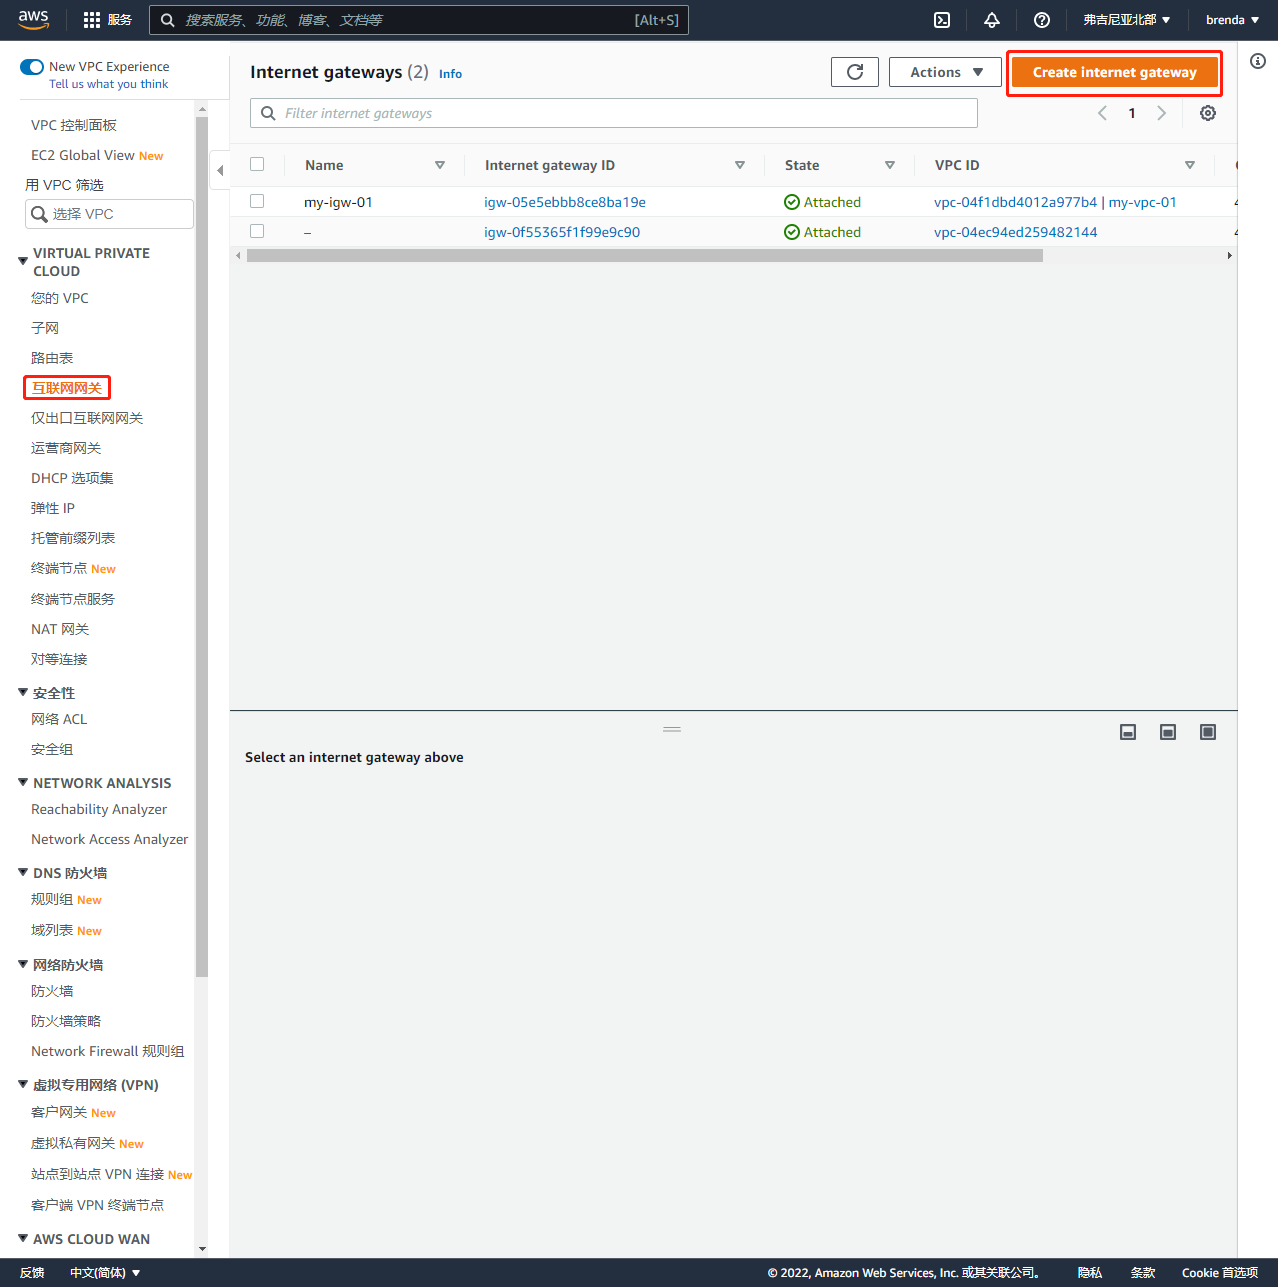 aws 服务 搜索服务、功能、博客、文档等 [Alt+S] 弗吉尼亚北部 brenda
New VPC Experience
Tell us what you think
VPC 控制面板
EC2 Global View New
用 VPC 筛选
选择 VPC
VIRTUAL PRIVATE
CLOUD
您的 VPC
子网
路由表
互联网网关
仅出口互联网网关
运营商网关
DHCP 选项集
弹性 IP
托管前缀列表
终端节点 New
终端节点服务
NAT 网关
对等连接
安全性
网络 ACL
安全组
NETWORK ANALYSIS
Reachability Analyzer
Network Access Analyzer
DNS 防火墙
规则组 New
域列表 New
网络防火墙
防火墙
防火墙策略
Network Firewall 规则组
虚拟专用网络 (VPN)
客户网关 New
虚拟私有网关 New
站点到站点 VPN 连接 New
客户端 VPN 终端节点
AWS CLOUD WAN
Internet gateways (2) Info
Actions
Create internet gateway
Filter internet gateways
1
Name Internet gateway ID State VPC ID
my-igw-01 igw-05e5ebbb8ce8ba19e Attached vpc-04f1dbd4012a977b4 | my-vpc-01
– igw-0f55365f1f99e9c90 Attached vpc-04ec94ed259482144
Select an internet gateway above
反馈 中文(简体) © 2022, Amazon Web Services, Inc. 或其关联公司。 隐私 条款 Cookie 首选项